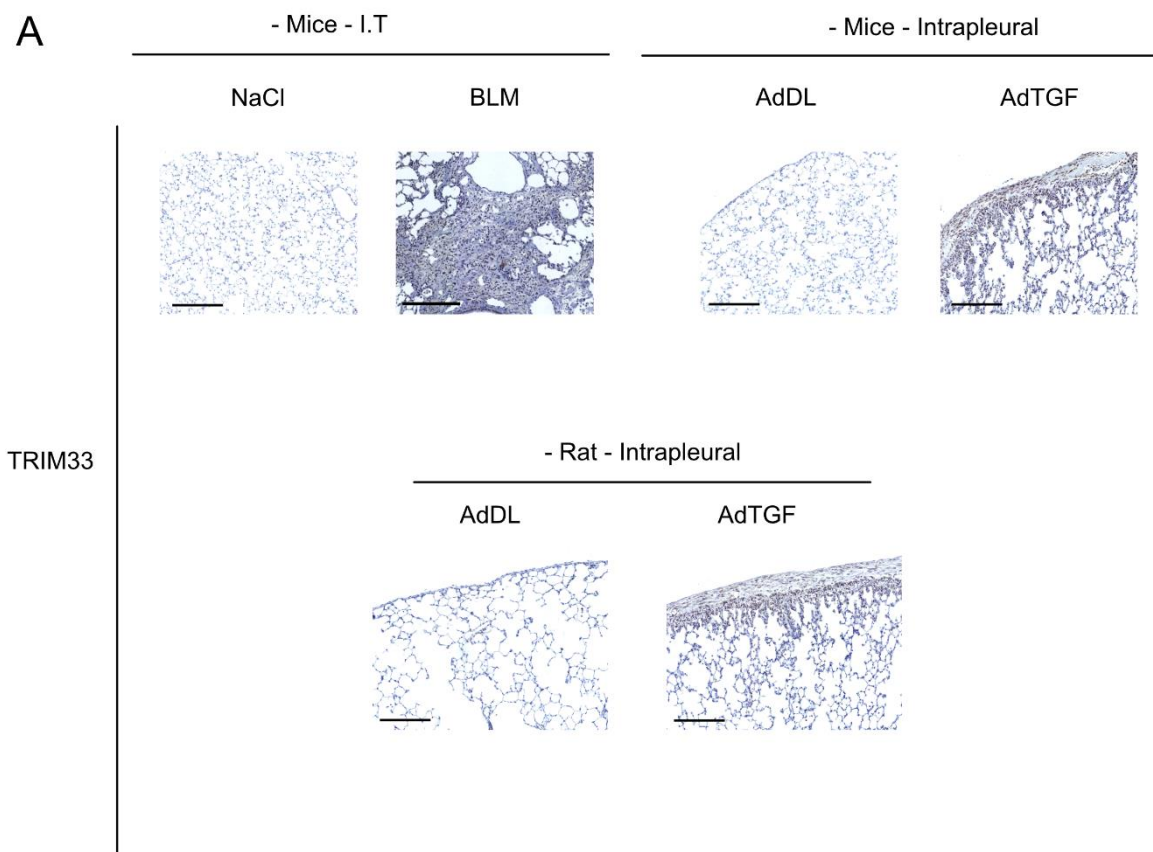 A
- Mice - I.T
- Mice - Intrapleural
NaCl
BLM
AdDL
AdTGF
TRIM33
- Rat - Intrapleural
AdDL
AdTGF